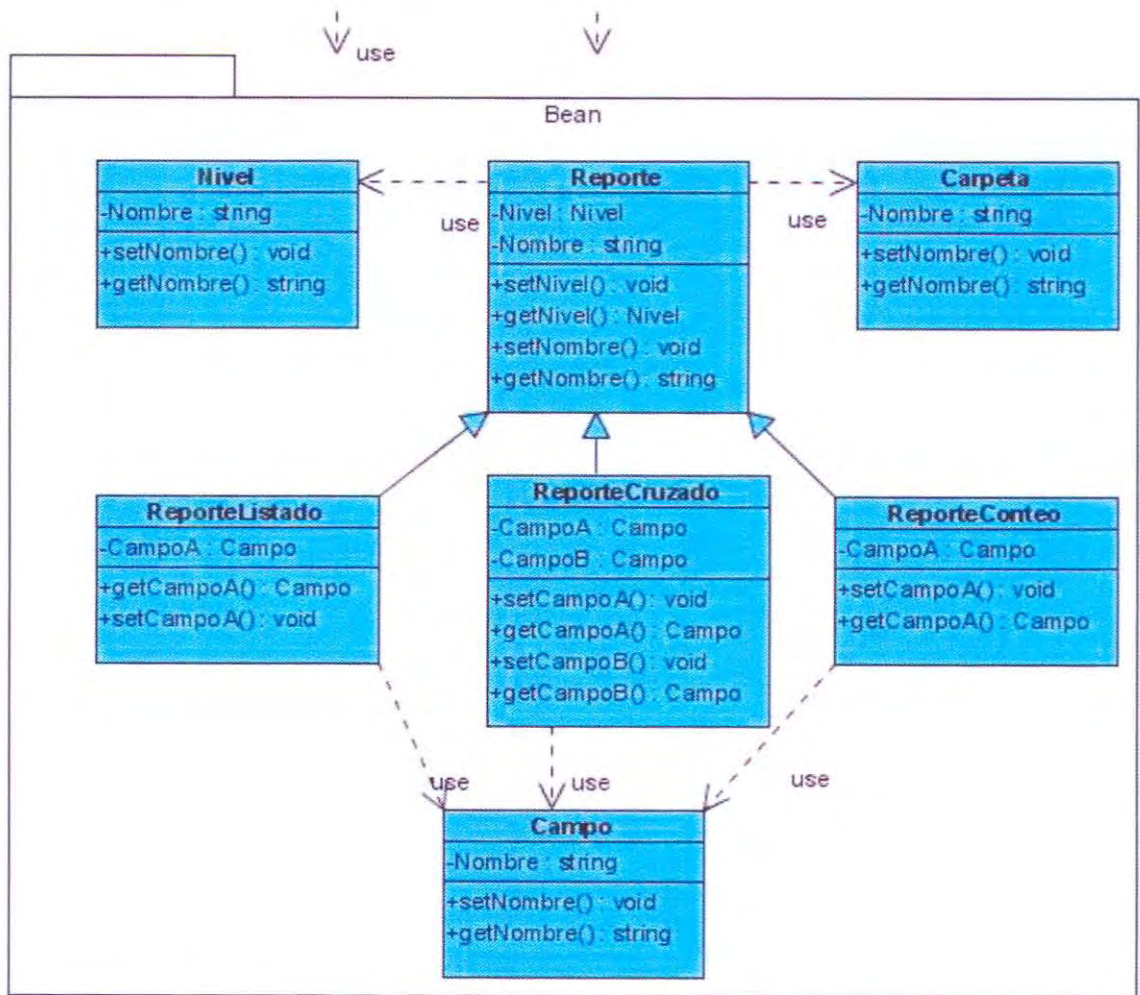 use
Bean
Nivel
-Nombre : string
+setNombre() : void
+getNombre() : string
use
Reporte
-Nivel : Nivel
-Nombre : string
+setNivel() : void
+getNivel() : Nivel
+setNombre() : void
+getNombre() : string
use
Carpeta
-Nombre : string
+setNombre() : void
+getNombre() : string
ReporteListado
-CampoA : Campo
+getCampoA() : Campo
+setCampoA() : void
ReporteCruzado
-CampoA : Campo
-CampoB : Campo
+setCampoA() : void
+getCampoA() : Campo
+setCampoB() : void
+getCampoB() : Campo
ReporteConteo
-CampoA : Campo
+setCampoA() : void
+getCampoA() : Campo
use
use
use
Campo
-Nombre : string
+setNombre() : void
+getNombre() : string